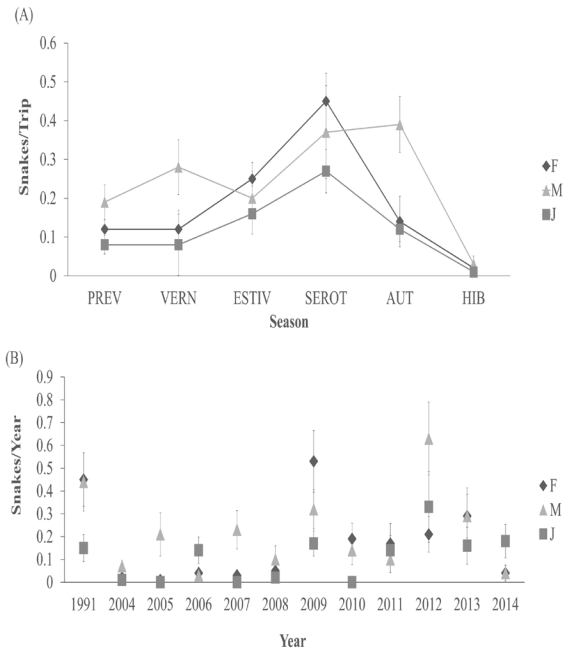 (A)
0.6
0.5
0.4
0.3
0.2
0.1
0
Snakes/Trip
PREV VERN ESTIV SEROT AUT HIB
Season
F
M
J
(B)
0.9
0.8
0.7
0.6
0.5
0.4
0.3
0.2
0.1
0
Snakes/Year
1991 2004 2005 2006 2007 2008 2009 2010 2011 2012 2013 2014
Year
F
M
J